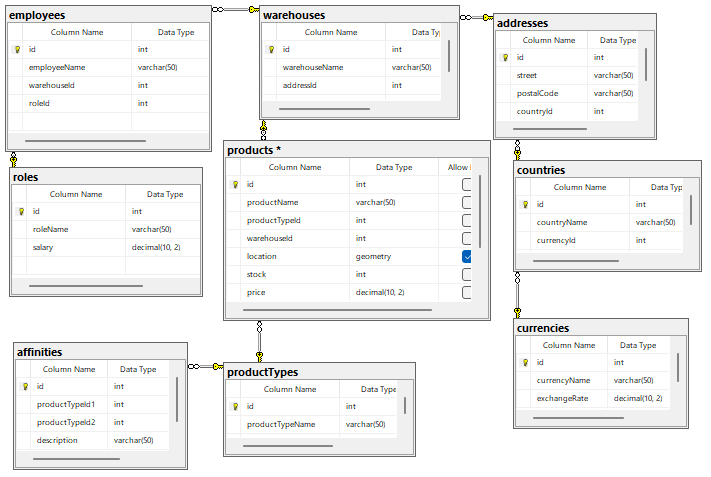 employees
Column Name Data Type
id int
employeeName varchar(50)
warehouseId int
roleId int
warehouses
Column Name Data Ty
id int
warehouseName varchar(50)
addressId int
addresses
Column Name Data Type
id int
street varchar(50)
postalCode varchar(50)
countryId int
roles
Column Name Data Type
id int
roleName varchar(50)
salary decimal(10, 2)
products *
Column Name Data Type Allow
id int
productName varchar(50)
productTypeId int
warehouseId int
location geometry
stock int
price decimal(10, 2)
countries
Column Name Data Typ
id int
countryName varchar(50)
currencyId int
affinities
Column Name Data Type
id int
productTypeId1 int
productTypeId2 int
description varchar(50)
productTypes
Column Name Data Type
id int
productTypeName varchar(50)
currencies
Column Name Data Type
id int
currencyName varchar(50)
exchangeRate decimal(10, 2)